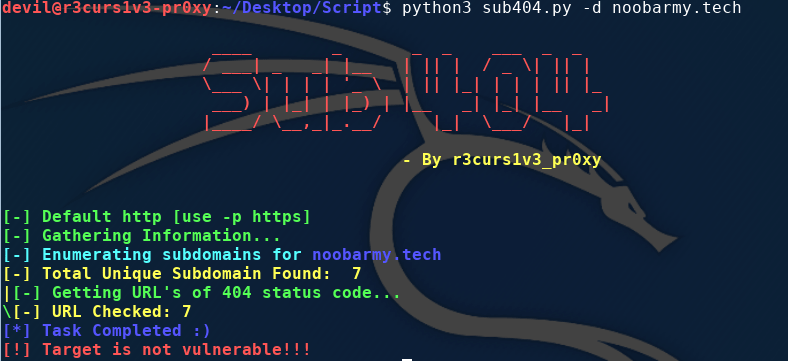 devil@r3curs1v3-pr0xy:~/Desktop/Script$ python3 sub404.py -d noobarmy.tech
Sub 404
- By r3curs1v3_pr0xy
[-] Default http [use -p https]
[-] Gathering Information...
[-] Enumerating subdomains for noobarmy.tech
[-] Total Unique Subdomain Found:  7
|[-] Getting URL's of 404 status code...
\[-] URL Checked: 7
[*] Task Completed :)
[!] Target is not vulnerable!!!